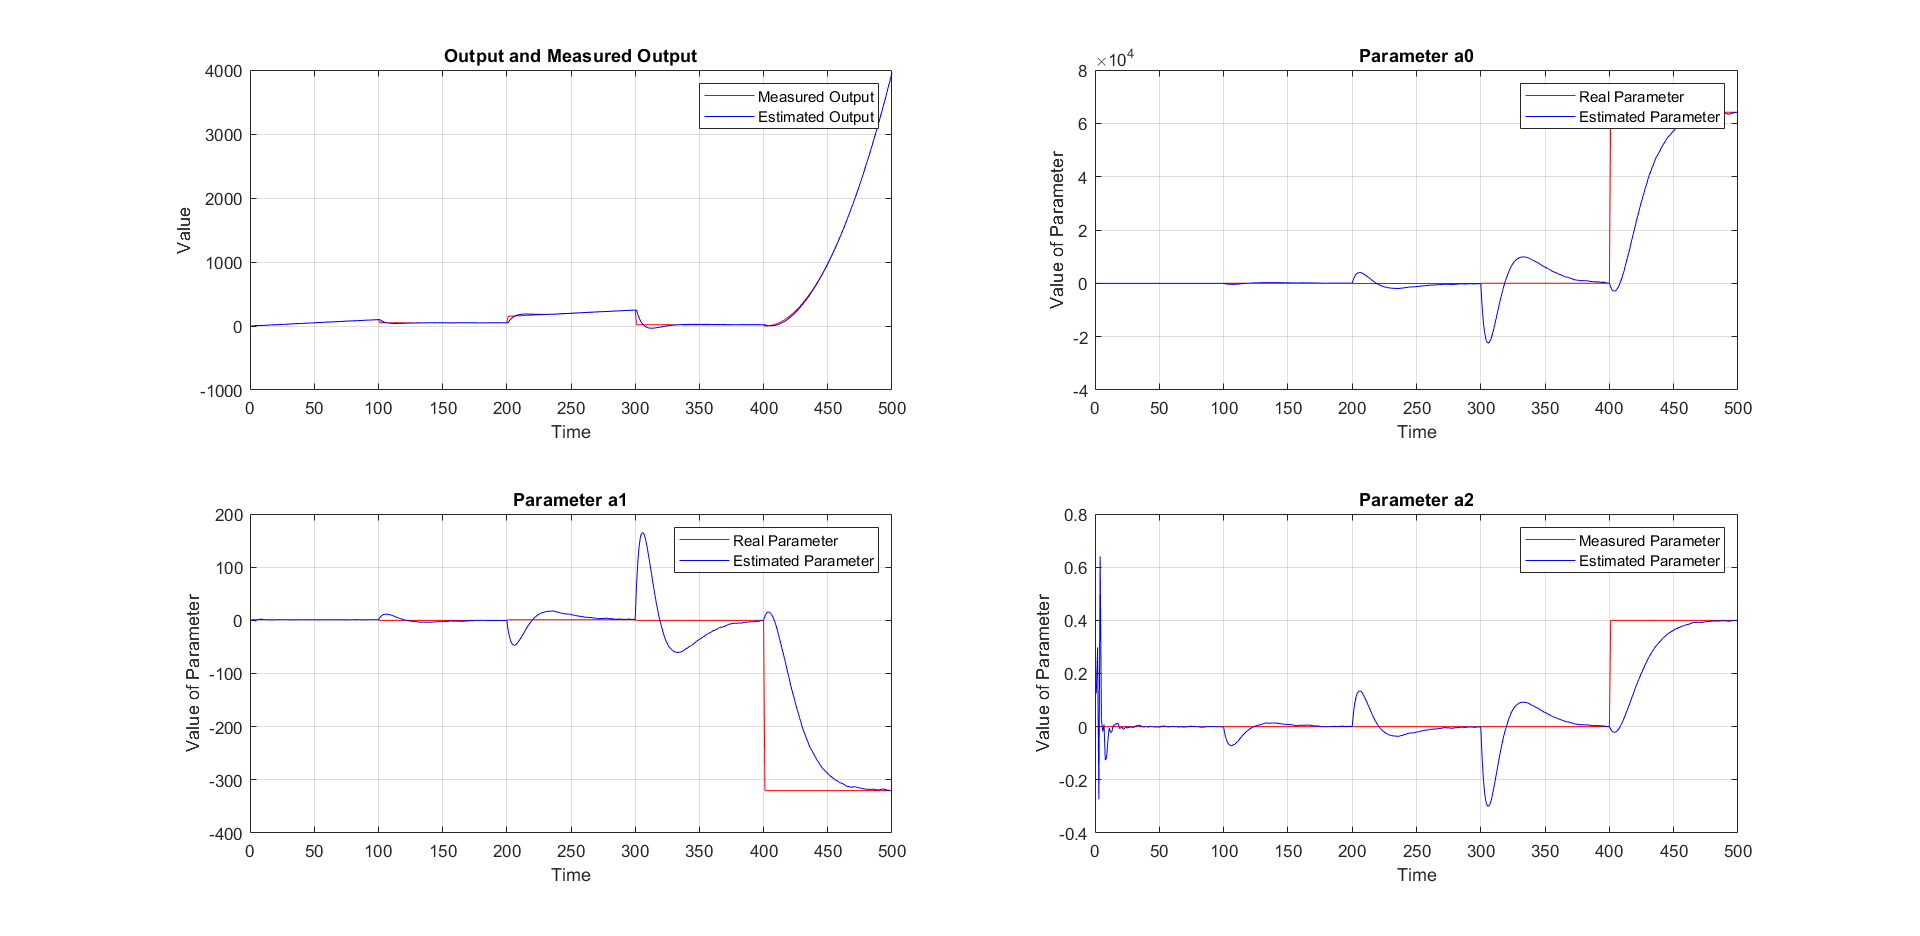 Output and Measured Output
4000
3000
2000
1000
0
-1000
Value
0 50 100 150 200 250 300 350 400 450 500
Time
Measured Output
Estimated Output
Parameter a0
×10⁴
8
6
4
2
0
-2
-4
Value of Parameter
0 50 100 150 200 250 300 350 400 450 500
Time
Real Parameter
Estimated Parameter
Parameter a1
200
100
0
-100
-200
-300
-400
Value of Parameter
0 50 100 150 200 250 300 350 400 450 500
Time
Real Parameter
Estimated Parameter
Parameter a2
0.8
0.6
0.4
0.2
0
-0.2
-0.4
Value of Parameter
0 50 100 150 200 250 300 350 400 450 500
Time
Measured Parameter
Estimated Parameter